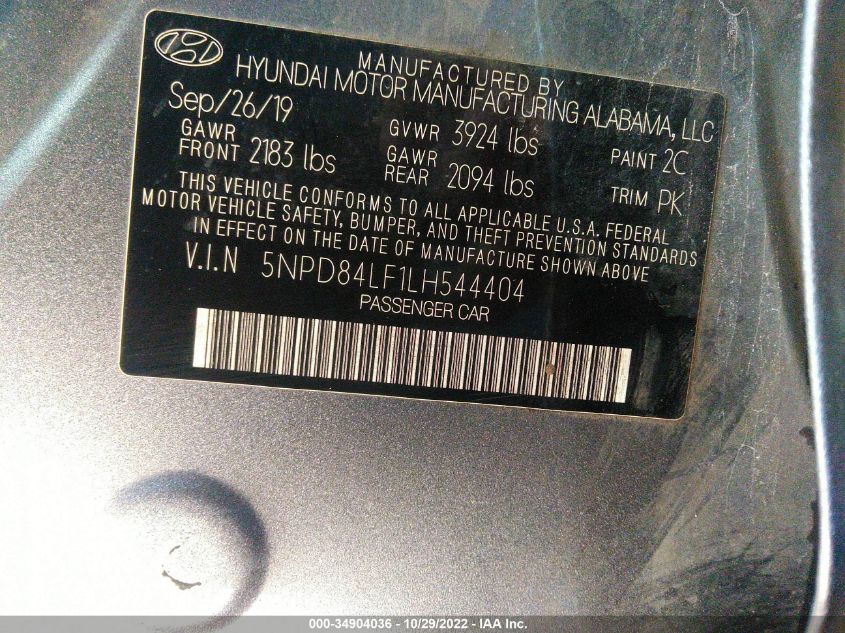 MANUFACTURED BY
HYUNDAI MOTOR MANUFACTURING ALABAMA, LLC
Sep/26/19 GVWR 3924 lbs PAINT 2C
GAWR FRONT 2183 lbs GAWR REAR 2094 lbs TRIM PK
THIS VEHICLE CONFORMS TO ALL APPLICABLE U.S.A. FEDERAL
MOTOR VEHICLE SAFETY, BUMPER, AND THEFT PREVENTION STANDARDS
IN EFFECT ON THE DATE OF MANUFACTURE SHOWN ABOVE
V.I.N 5NPD84LF1LH544404
PASSENGER CAR
000-34904036 - 10/29/2022 - IAA Inc.